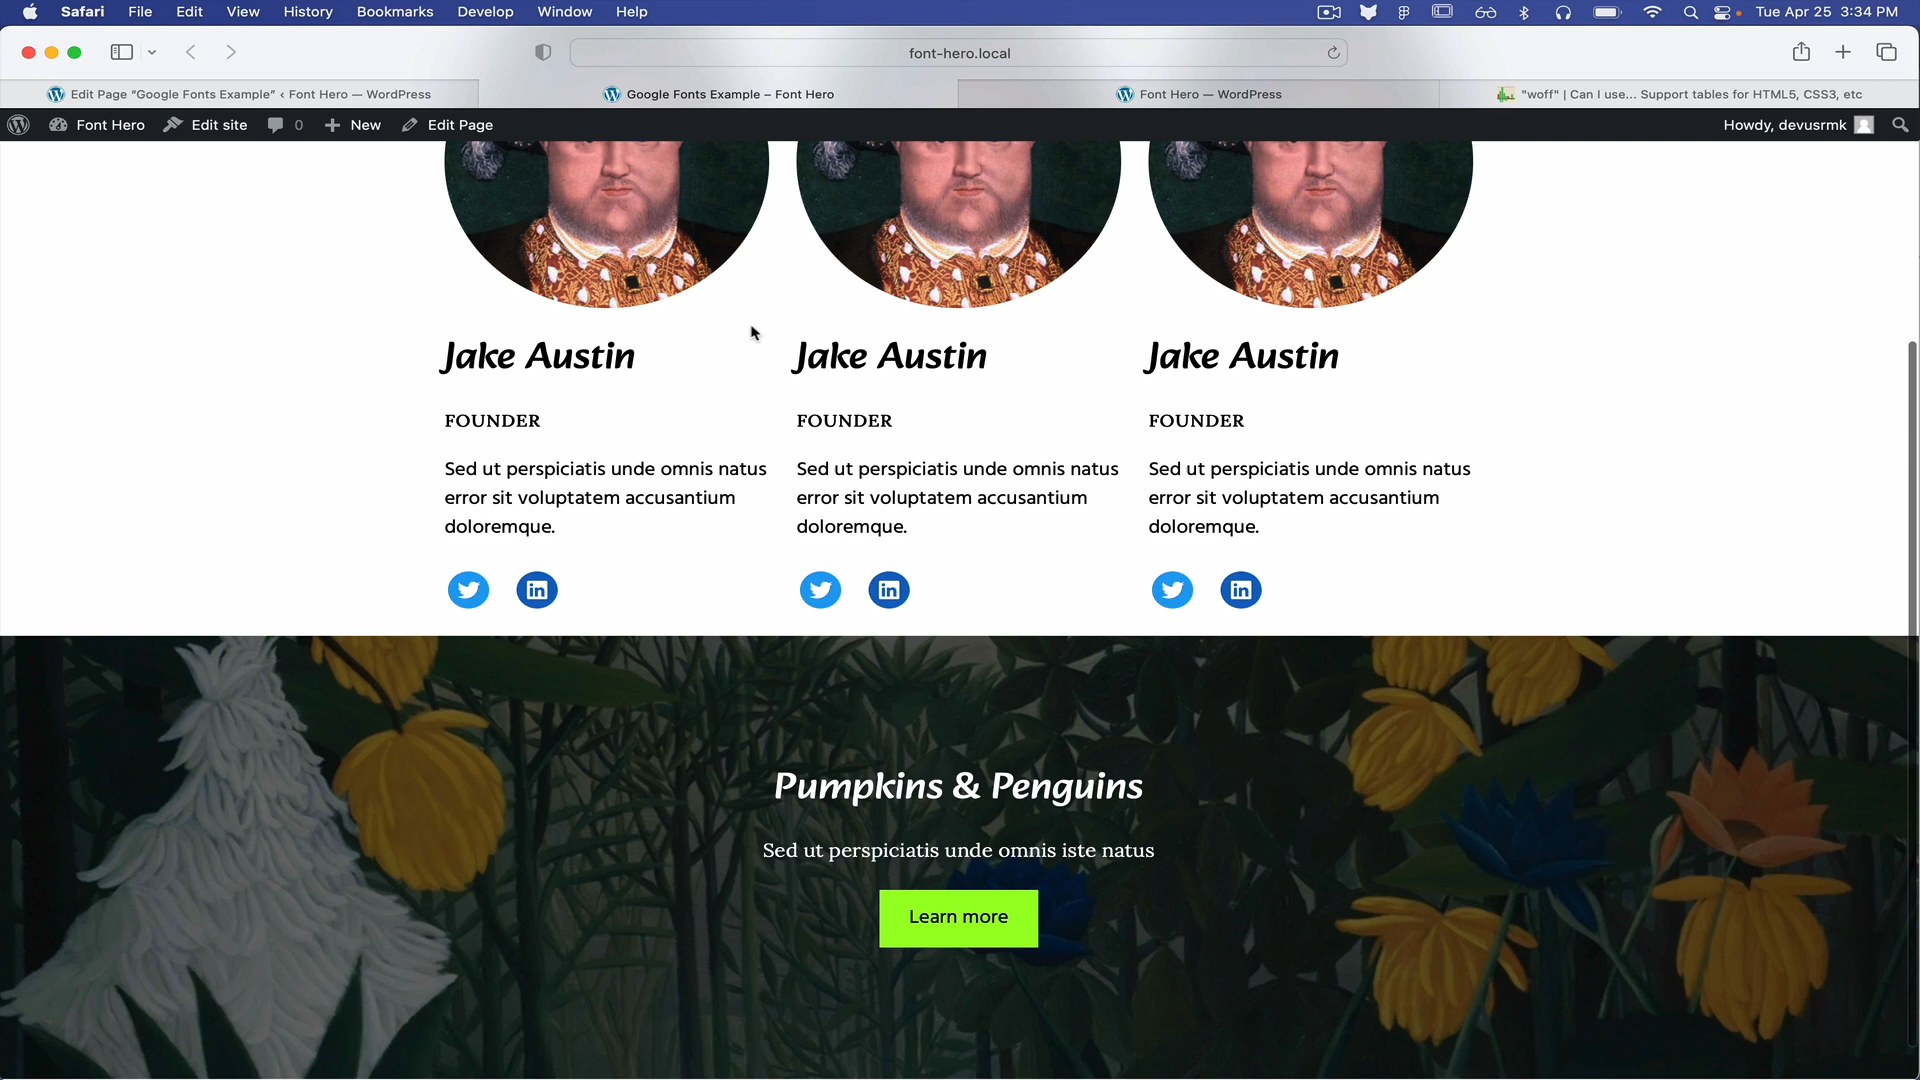 Safari File Edit View History Bookmarks Develop Window Help Tue Apr 25 3:34 PM
font-hero.local
Edit Page “Google Fonts Example” ‹ Font Hero — WordPress
Google Fonts Example – Font Hero
Font Hero — WordPress
"woff" | Can I use... Support tables for HTML5, CSS3, etc
Font Hero Edit site 0 New Edit Page Howdy, devusrmk
Jake Austin Jake Austin Jake Austin
FOUNDER FOUNDER FOUNDER
Sed ut perspiciatis unde omnis natus
error sit voluptatem accusantium
doloremque.
Sed ut perspiciatis unde omnis natus
error sit voluptatem accusantium
doloremque.
Sed ut perspiciatis unde omnis natus
error sit voluptatem accusantium
doloremque.
in in in
Pumpkins & Penguins
Sed ut perspiciatis unde omnis iste natus
Learn more